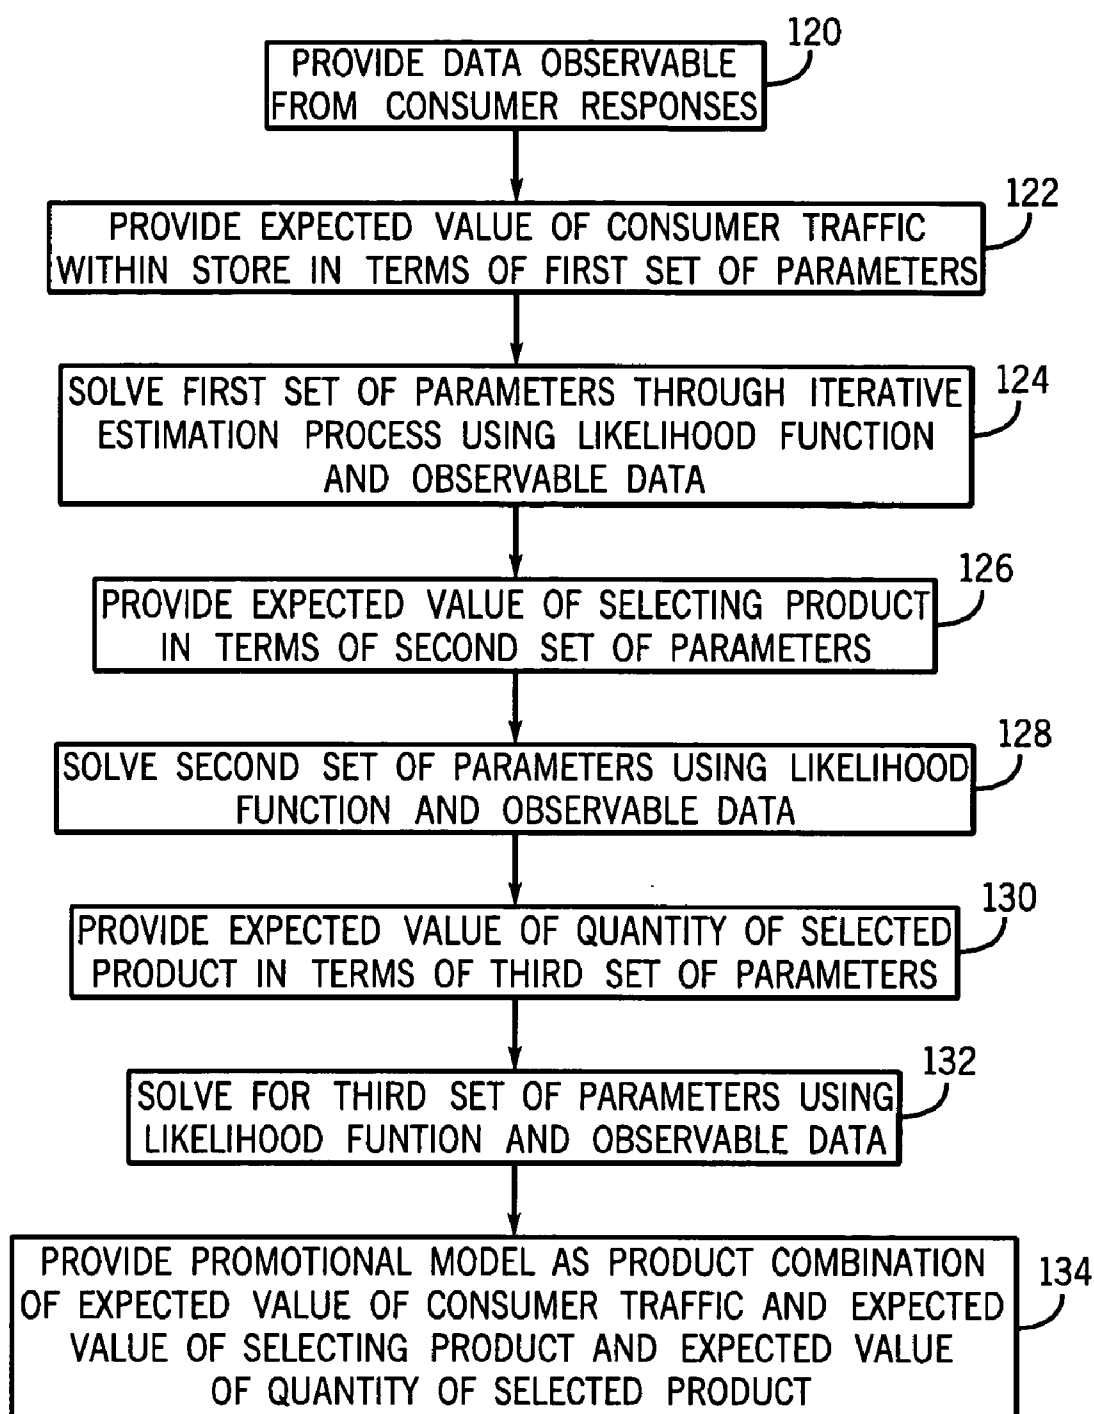 120
PROVIDE DATA OBSERVABLE
FROM CONSUMER RESPONSES
122
PROVIDE EXPECTED VALUE OF CONSUMER TRAFFIC
WITHIN STORE IN TERMS OF FIRST SET OF PARAMETERS
124
SOLVE FIRST SET OF PARAMETERS THROUGH ITERATIVE
ESTIMATION PROCESS USING LIKELIHOOD FUNCTION
AND OBSERVABLE DATA
126
PROVIDE EXPECTED VALUE OF SELECTING PRODUCT
IN TERMS OF SECOND SET OF PARAMETERS
128
SOLVE SECOND SET OF PARAMETERS USING LIKELIHOOD
FUNCTION AND OBSERVABLE DATA
130
PROVIDE EXPECTED VALUE OF QUANTITY OF SELECTED
PRODUCT IN TERMS OF THIRD SET OF PARAMETERS
132
SOLVE FOR THIRD SET OF PARAMETERS USING
LIKELIHOOD FUNTION AND OBSERVABLE DATA
134
PROVIDE PROMOTIONAL MODEL AS PRODUCT COMBINATION
OF EXPECTED VALUE OF CONSUMER TRAFFIC AND EXPECTED
VALUE OF SELECTING PRODUCT AND EXPECTED VALUE
OF QUANTITY OF SELECTED PRODUCT